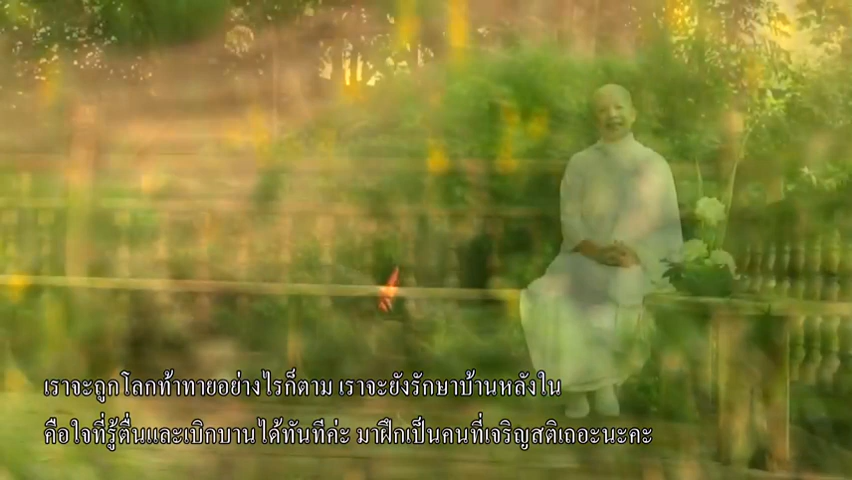 เราจะถูกโลกท้าทายอย่างไรก็ตาม เราจะยังรักษาบ้านหลังใน
คือใจที่รู้ตื่นและเบิกบานได้ทันทีค่ะ มาฝึกเป็นคนที่เจริญสติเถอะนะคะ